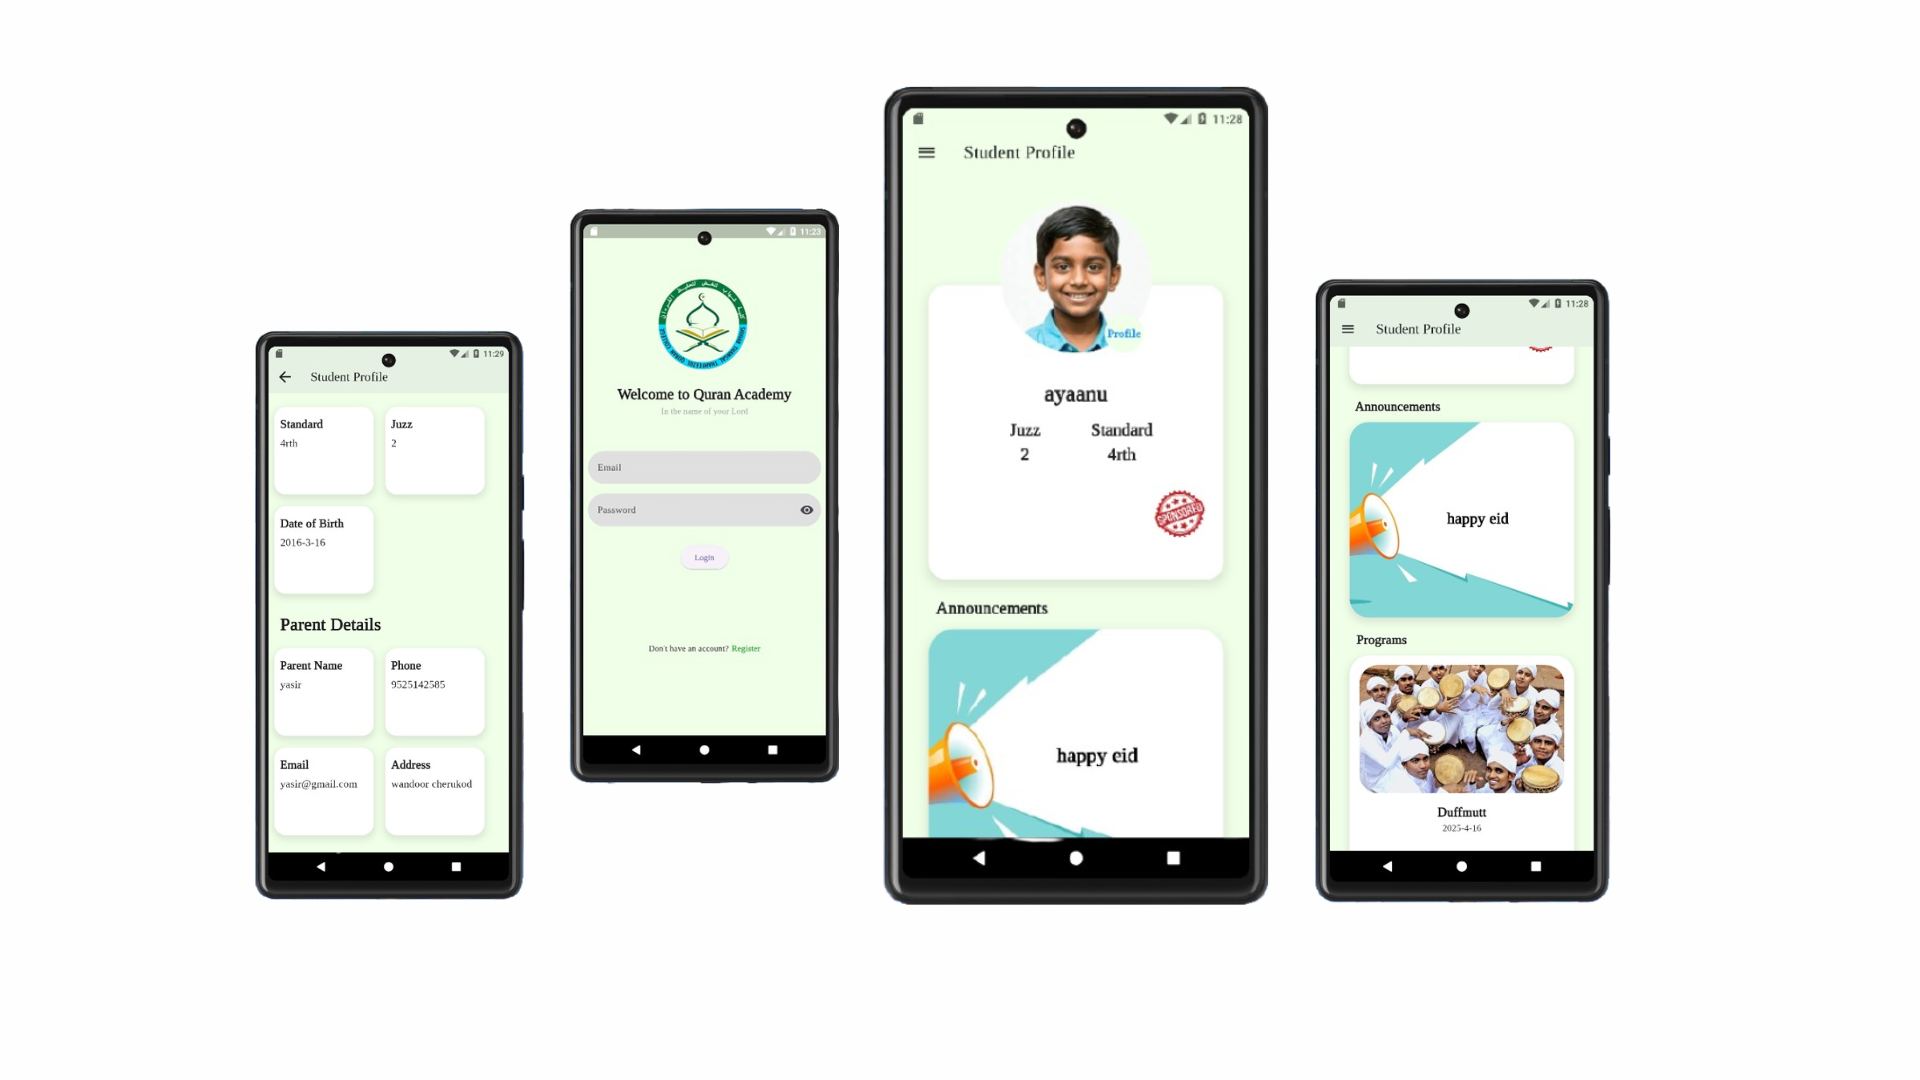 11:29
Student Profile
Standard
4rth
Juzz
2
Date of Birth
2016-3-16
Parent Details
Parent Name
yasir
Phone
9525142585
Email
yasir@gmail.com
Address
wandoor cherukod
11:23
Welcome to Quran Academy
In the name of your Lord
Email
Password
Login
Don't have an account? Register
11:28
Student Profile
Profile
ayaanu
Juzz
2
Standard
4rth
SPONSORED
Announcements
happy eid
11:28
Student Profile
Announcements
happy eid
Programs
Duffmutt
2025-4-16